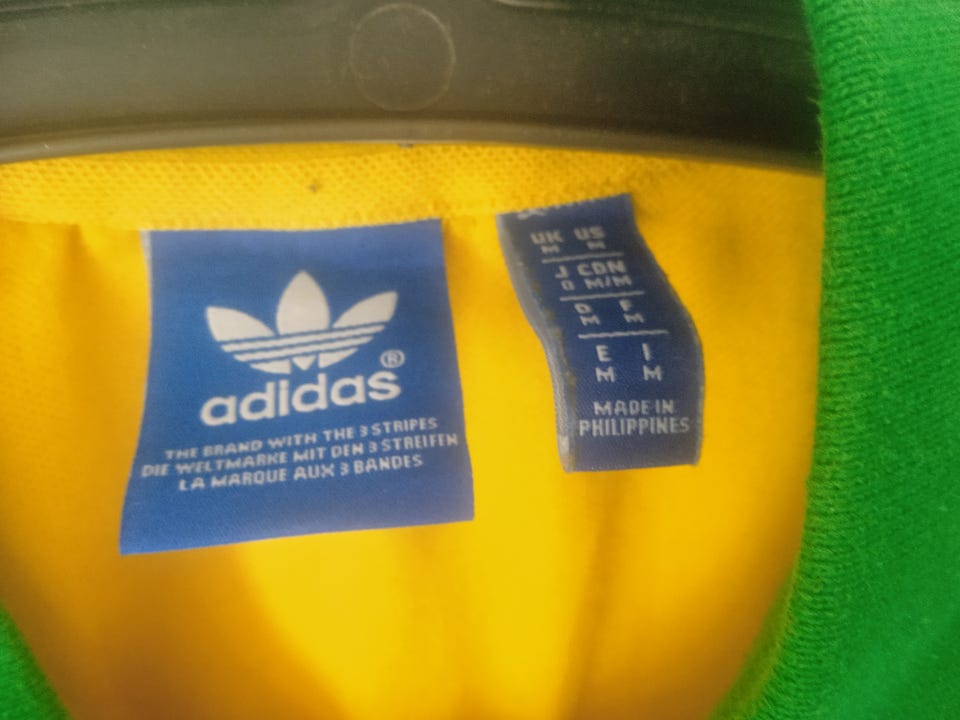 adidas®
THE BRAND WITH THE 3 STRIPES
DIE WELTMARKE MIT DEN 3 STREIFEN
LA MARQUE AUX 3 BANDES
UK US
M M
J CDN
O M/M
D F
M M
E I
M M
MADE IN
PHILIPPINES